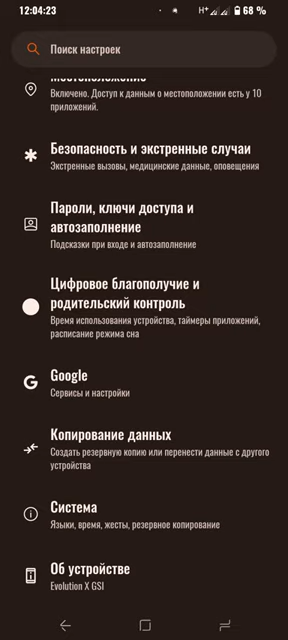 12:04:23
H+
68 %
Поиск настроек
Местоположение
Включено. Доступ к данным о местоположении есть у 10
приложений.
Безопасность и экстренные случаи
Экстренные вызовы, медицинские данные, оповещения
Пароли, ключи доступа и
автозаполнение
Подсказки при входе и автозаполнение
Цифровое благополучие и
родительский контроль
Время использования устройства, таймеры приложений,
расписание режима сна
Google
Сервисы и настройки
Копирование данных
Создать резервную копию или перенести данные с другого
устройства
Система
Языки, время, жесты, резервное копирование
Об устройстве
Evolution X GSI